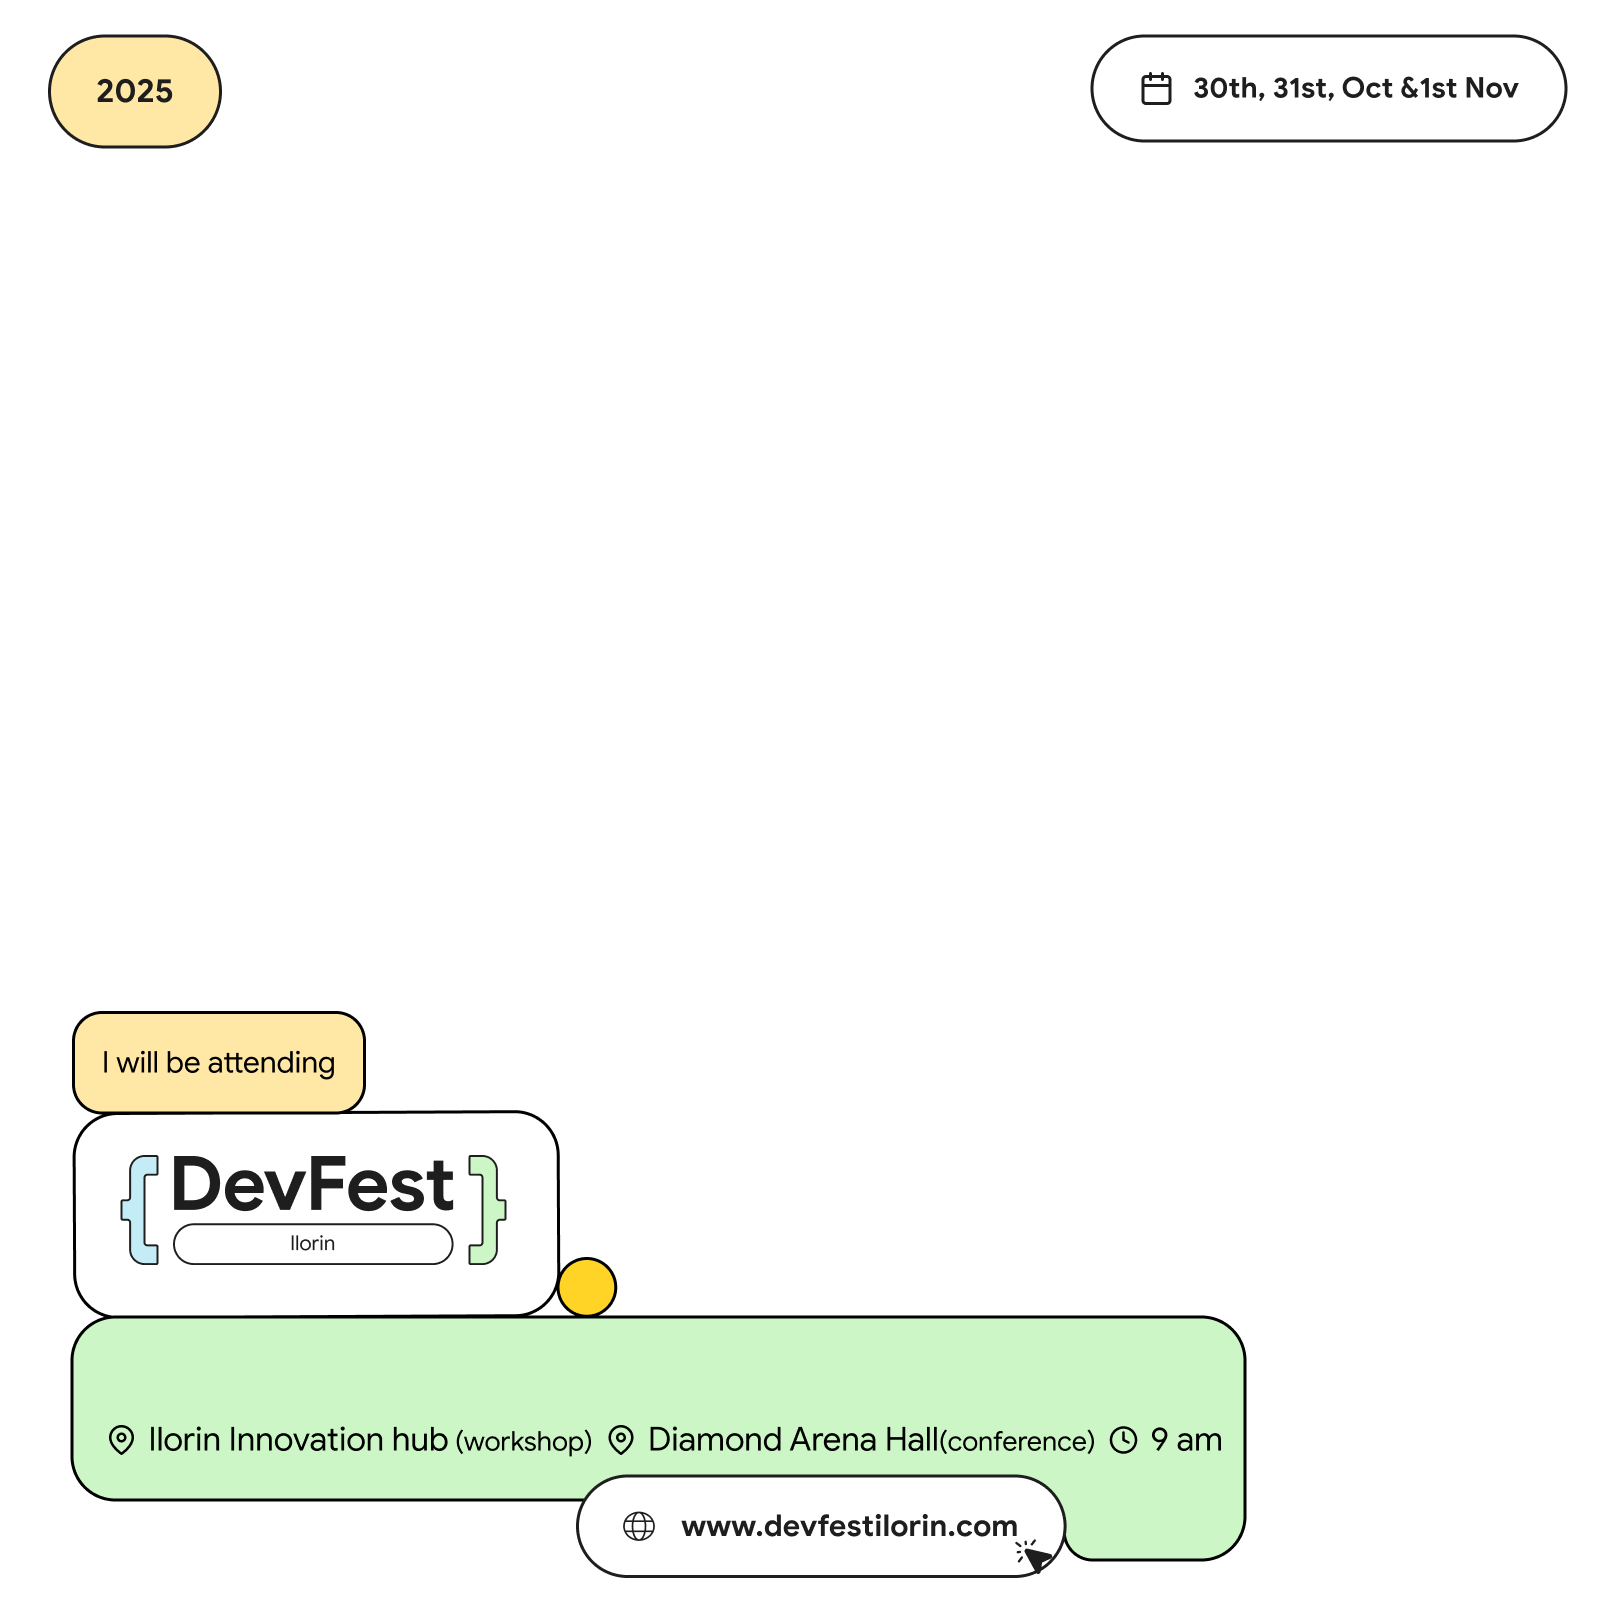 2025
30th, 31st, Oct &1st Nov
I will be attending
DevFest
Ilorin
Ilorin Innovation hub (workshop) Diamond Arena Hall(conference) 9 am
www.devfestilorin.com